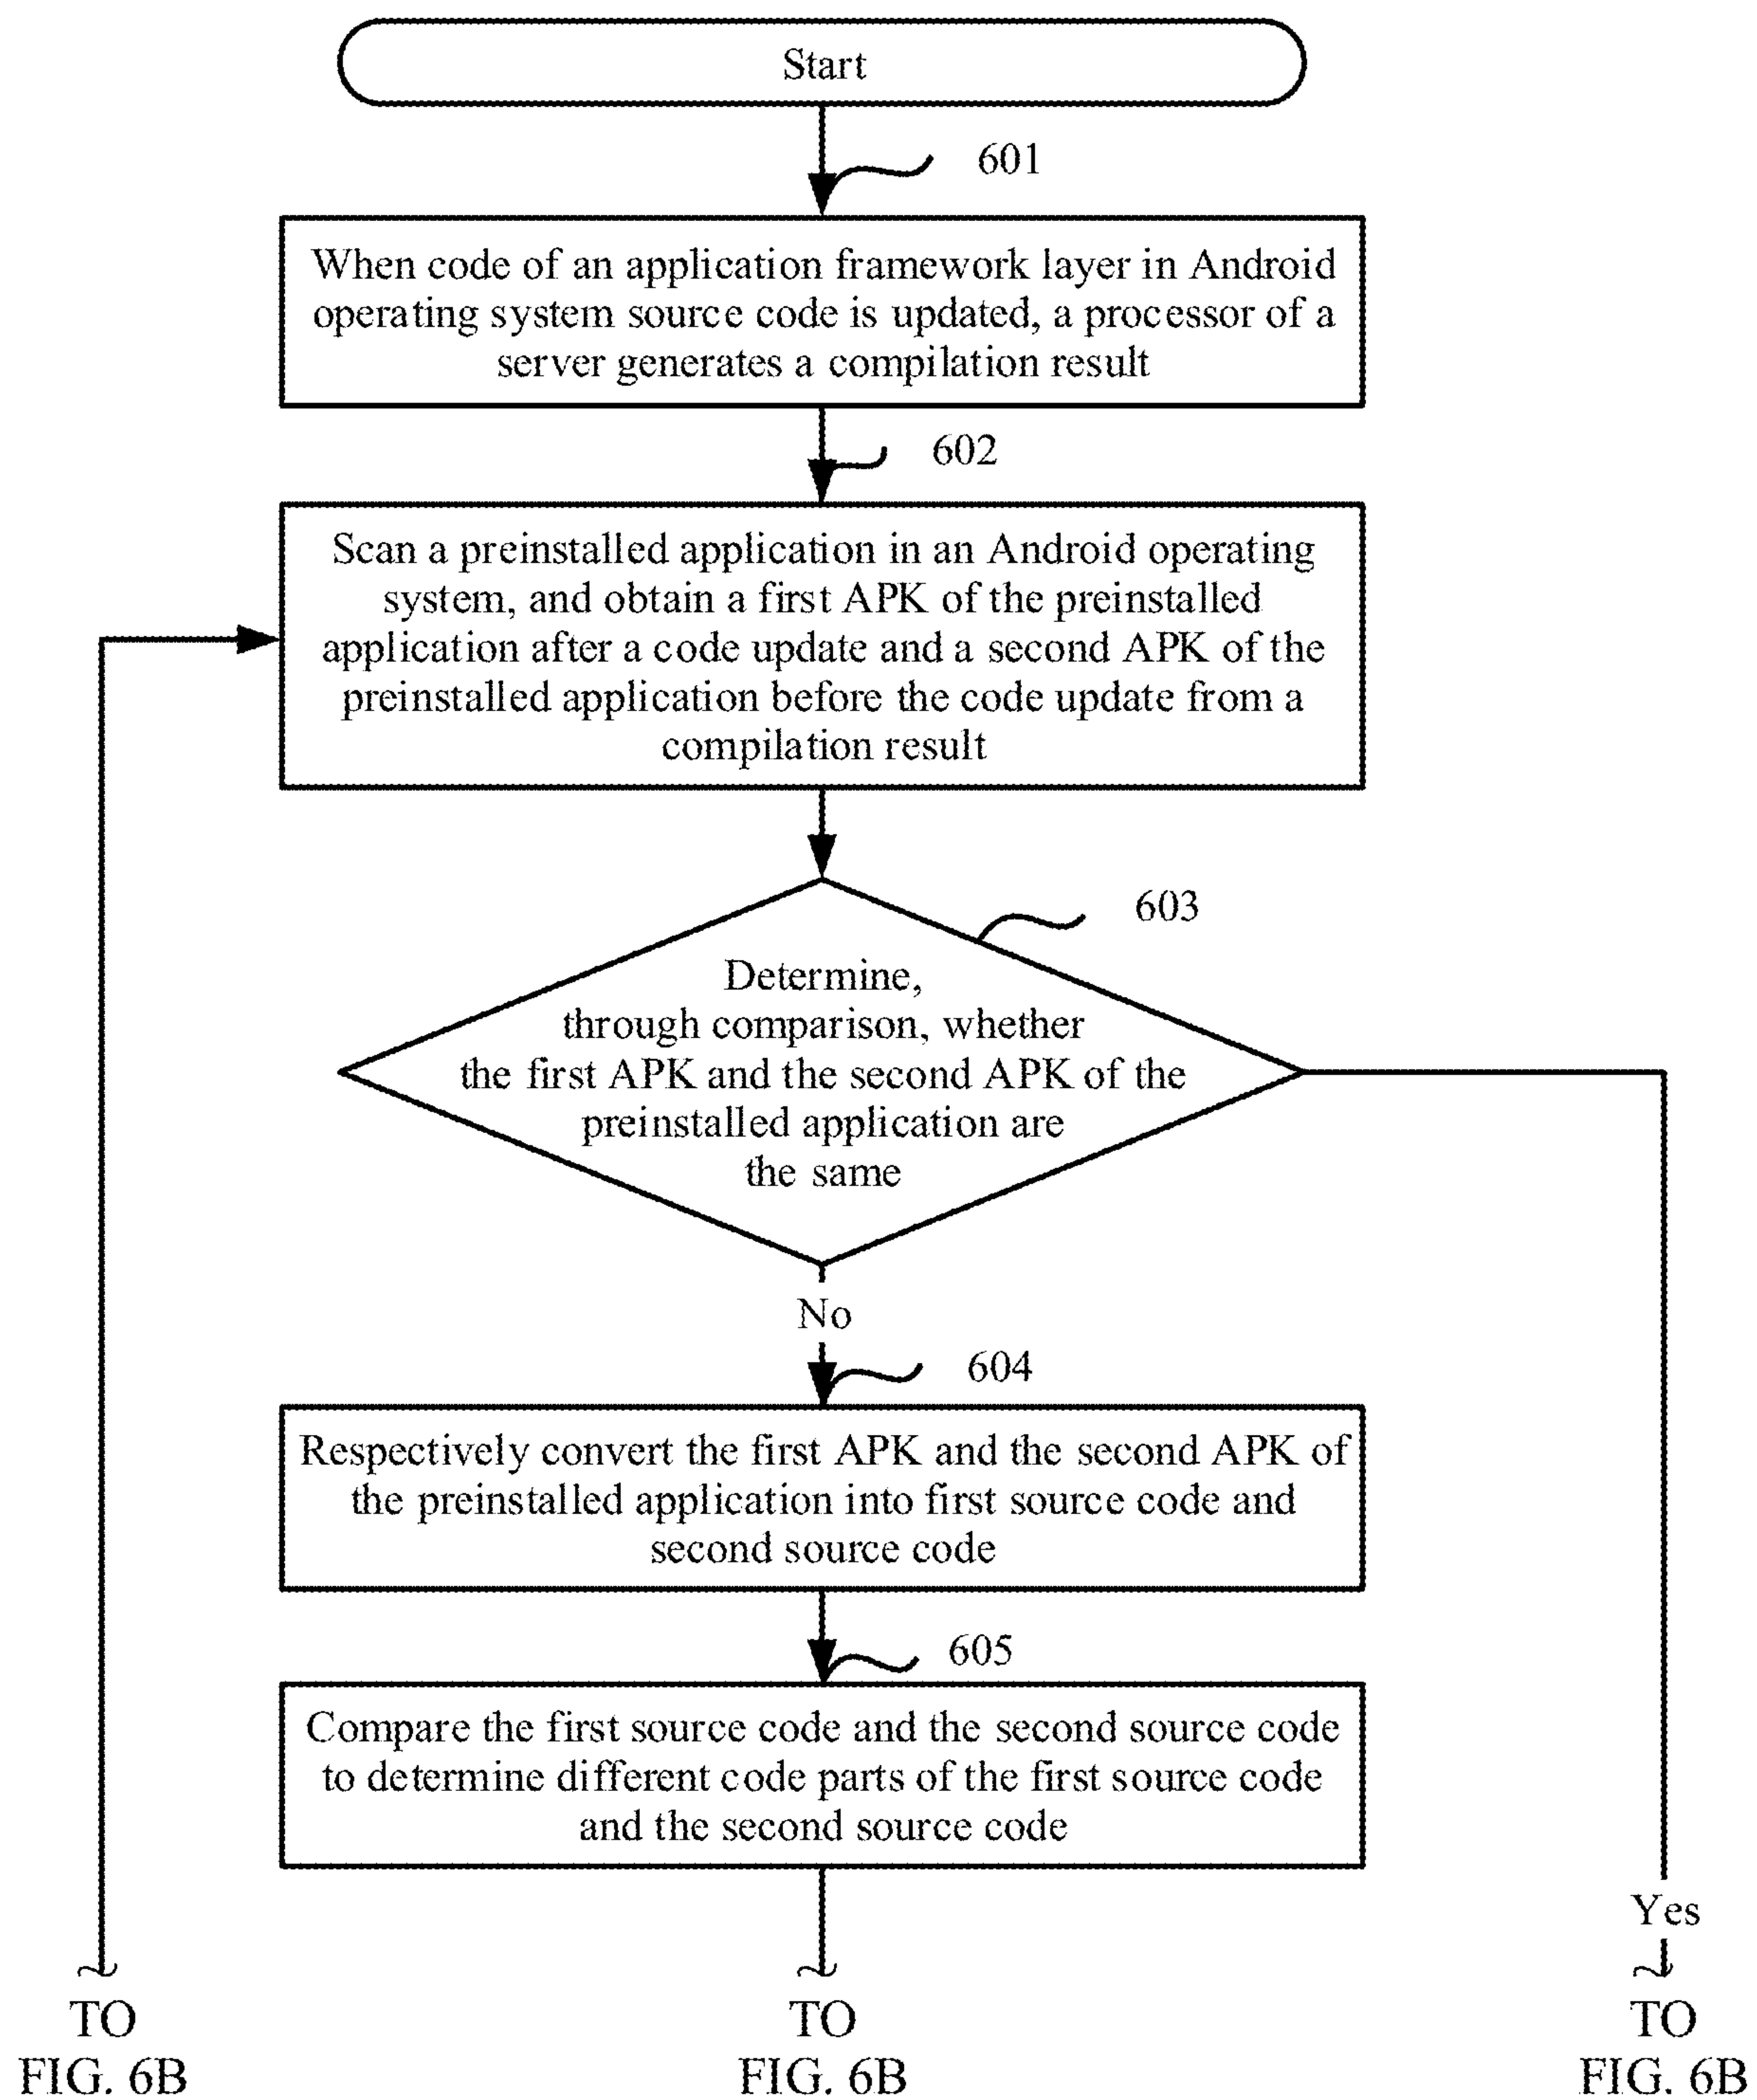 Start
601
When code of an application framework layer in Android
operating system source code is updated, a processor of a
server generates a compilation result
602
Scan a preinstalled application in an Android operating
system, and obtain a first APK of the preinstalled
application after a code update and a second APK of the
preinstalled application before the code update from a
compilation result
603
Determine,
through comparison, whether
the first APK and the second APK of the
preinstalled application are
the same
No
604
Respectively convert the first APK and the second APK of
the preinstalled application into first source code and
second source code
605
Compare the first source code and the second source code
to determine different code parts of the first source code
and the second source code
Yes
TO
FIG. 6B
TO
FIG. 6B
TO
FIG. 6B